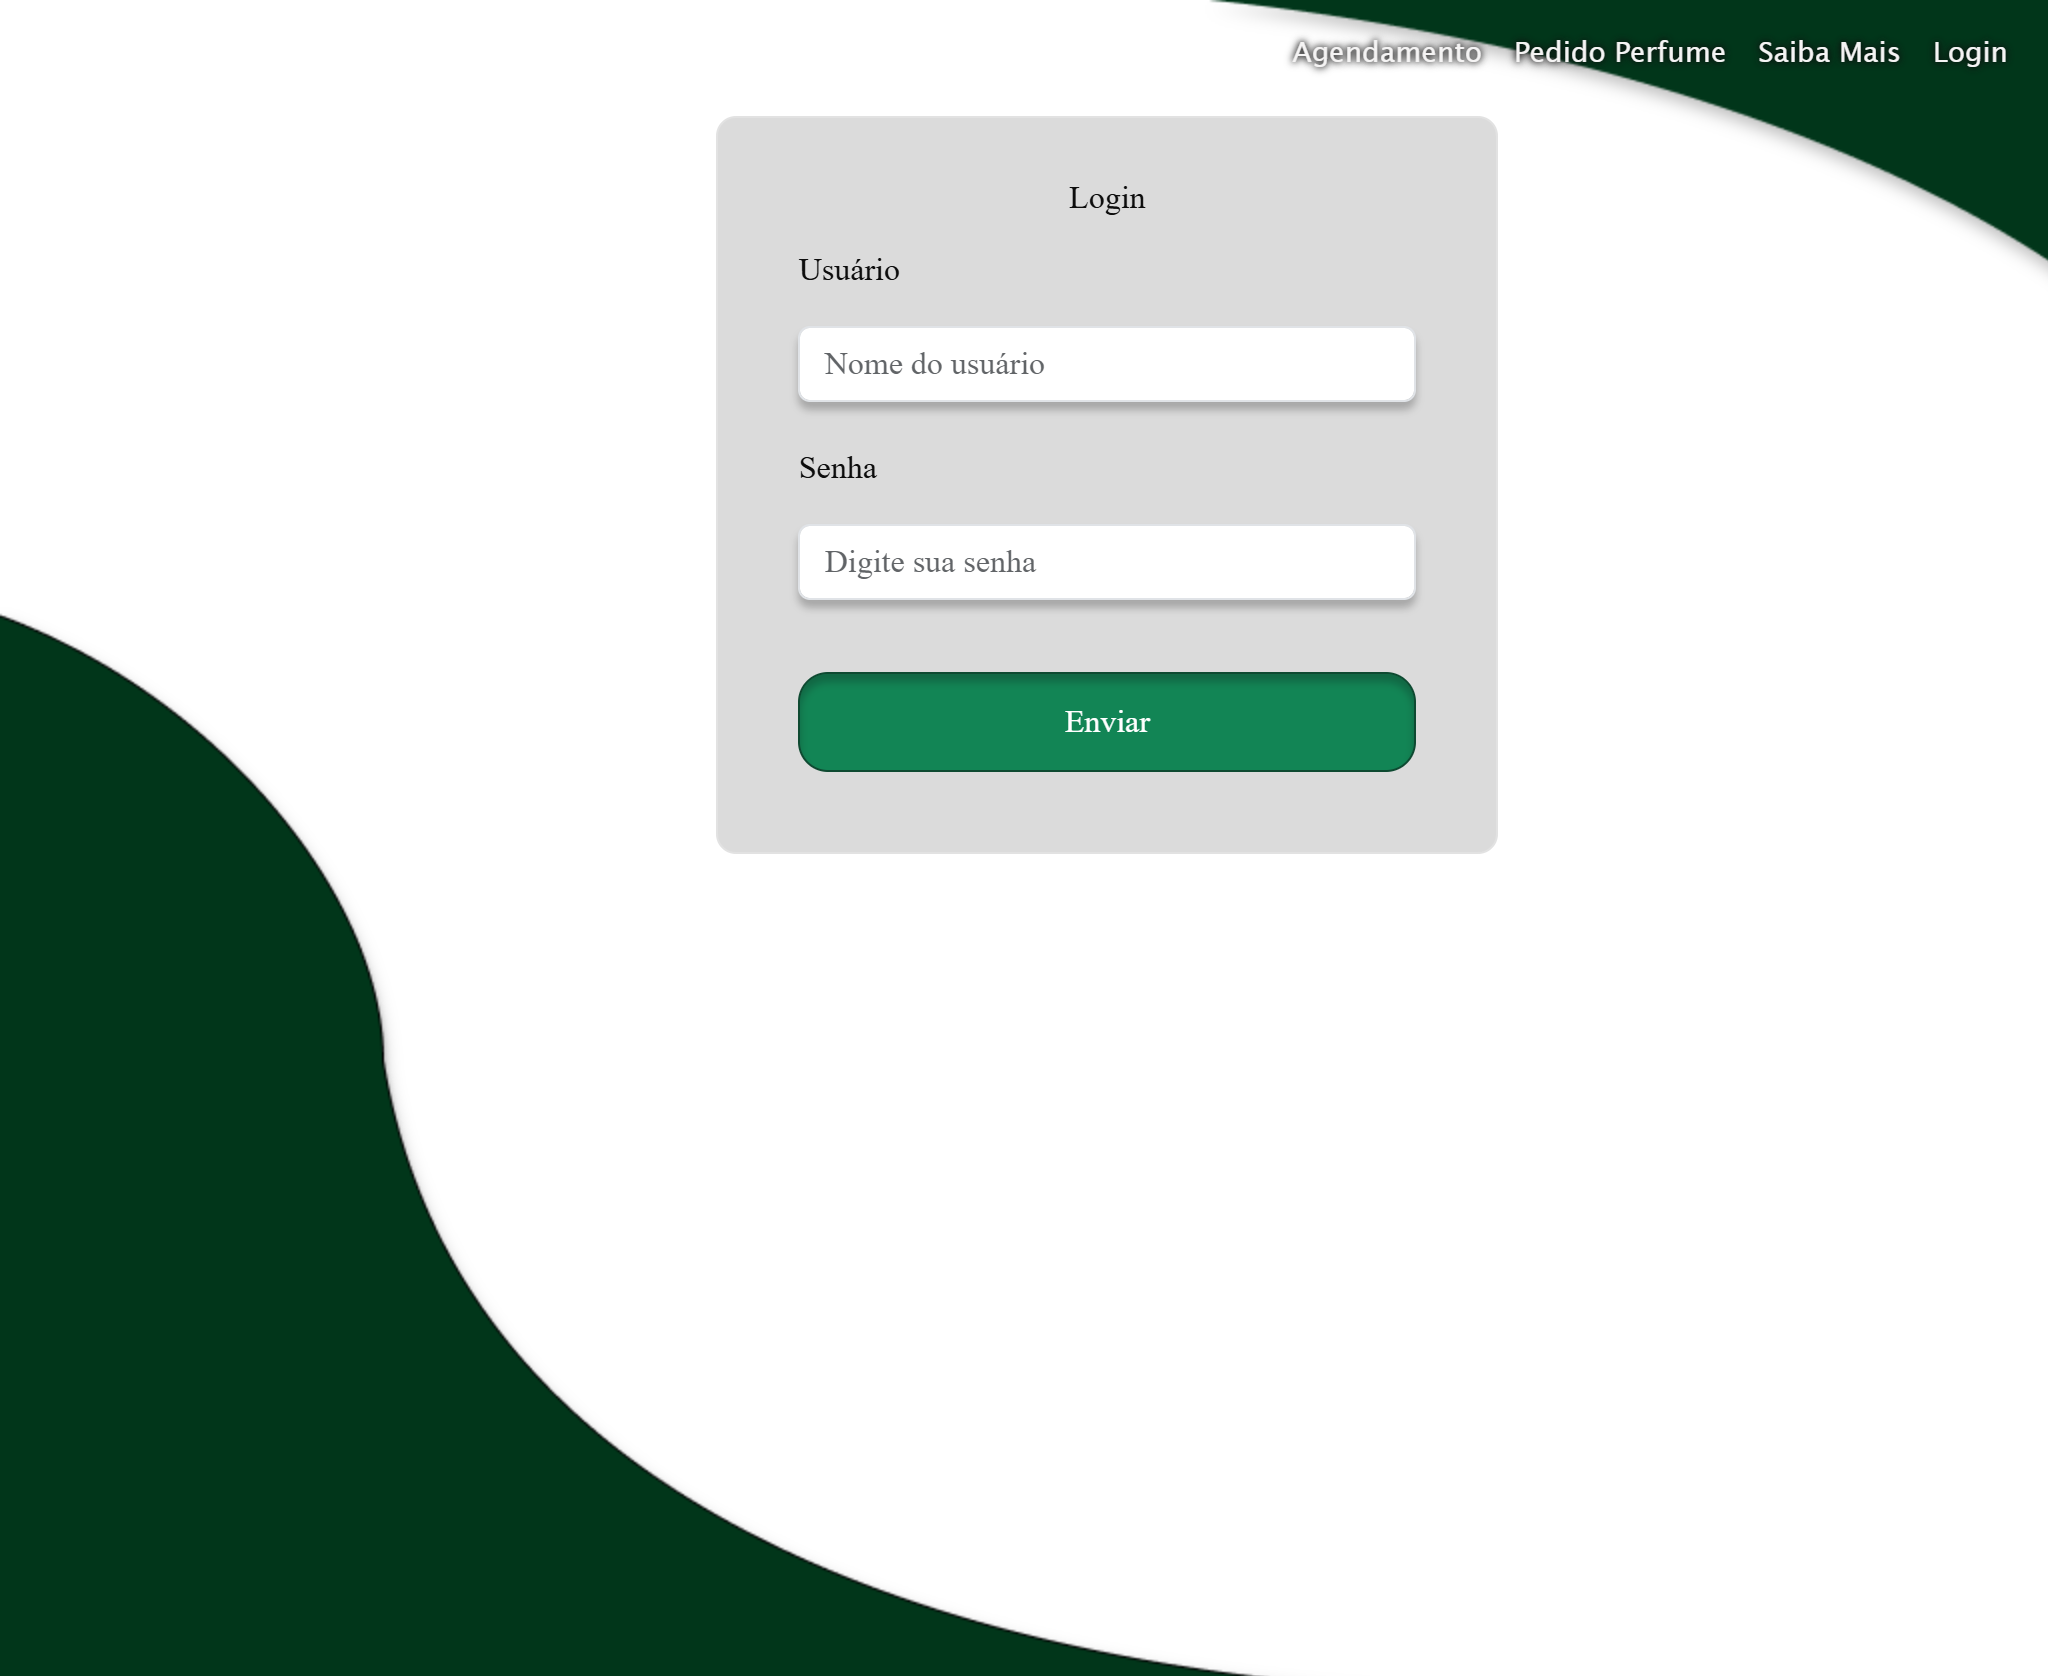 Agendamento Pedido Perfume Saiba Mais Login
Login
Usuário
Nome do usuário
Senha
Digite sua senha
Enviar